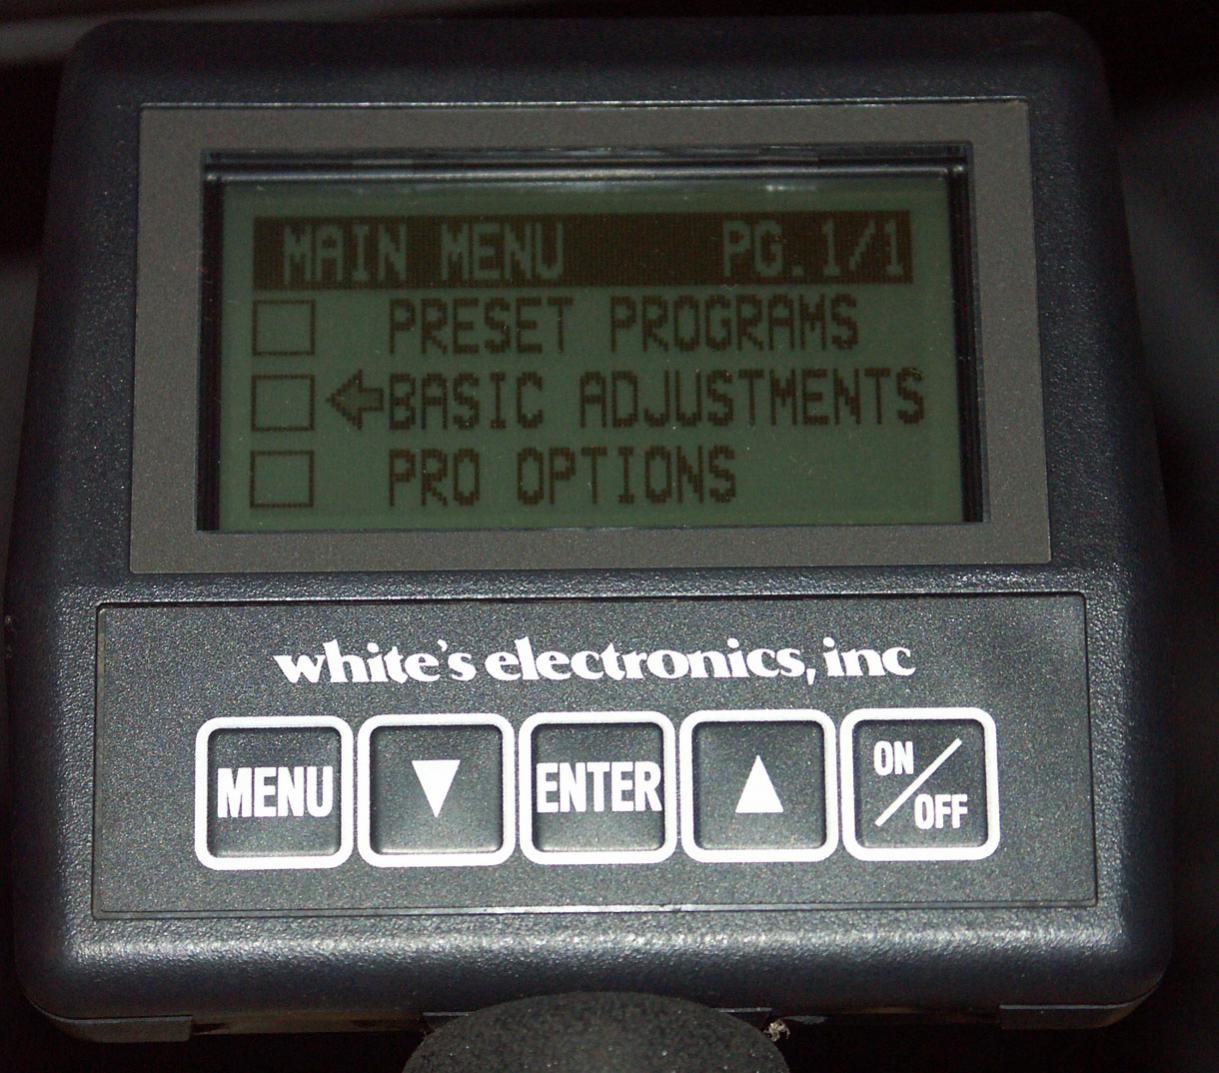 MAIN MENU PG.1/1
PRESET PROGRAMS
BASIC ADJUSTMENTS
PRO OPTIONS
white's electronics, inc
MENU ▼ ENTER ▲ ON/OFF